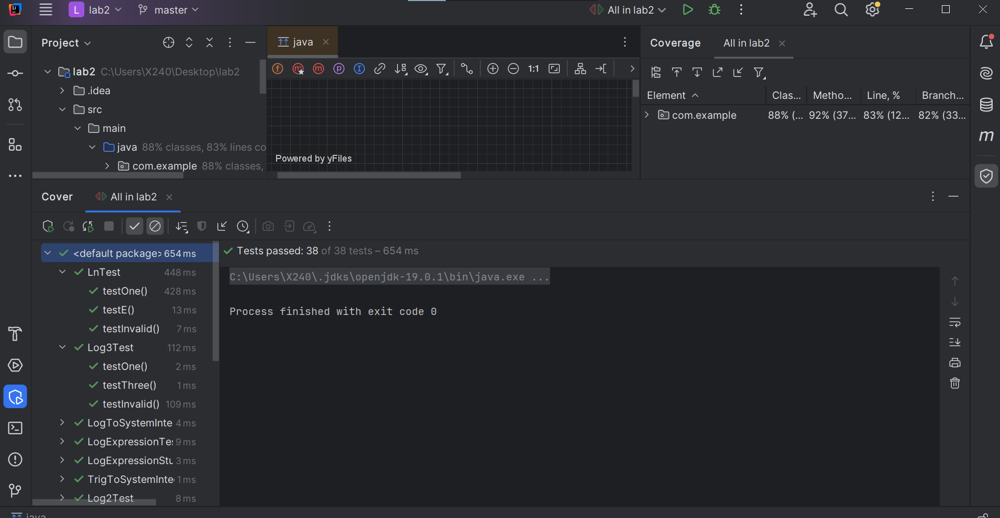 L lab2 master All in lab2
Project
lab2 C:\Users\X240\Desktop\lab2
.idea
src
main
java 88% classes, 83% lines co
com.example 88% classes,
java
1:1
Powered by yFiles
Coverage All in lab2
Element Clas... Metho... Line, % Branch...
com.example 88% (... 92% (37... 83% (12... 82% (33...
m
Cover All in lab2
<default package> 654 ms
LnTest 448 ms
testOne() 428 ms
testE() 13 ms
testInvalid() 7 ms
Log3Test 112 ms
testOne() 2 ms
testThree() 1 ms
testInvalid() 109 ms
LogToSystemInte 4 ms
LogExpressionTes 9 ms
LogExpressionStu 3 ms
TrigToSystemInte 1 ms
Log2Test 8 ms
Tests passed: 38 of 38 tests – 654 ms
C:\Users\X240\.jdks\openjdk-19.0.1\bin\java.exe ...
Process finished with exit code 0
java